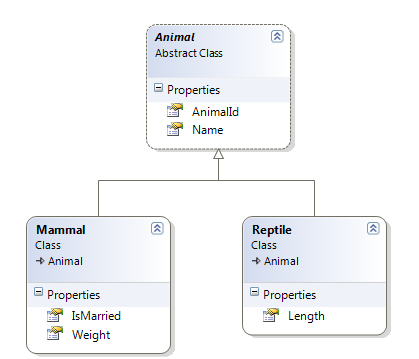 Animal
Abstract Class
Properties
AnimalId
Name
Mammal
Class
Animal
Properties
IsMarried
Weight
Reptile
Class
Animal
Properties
Length